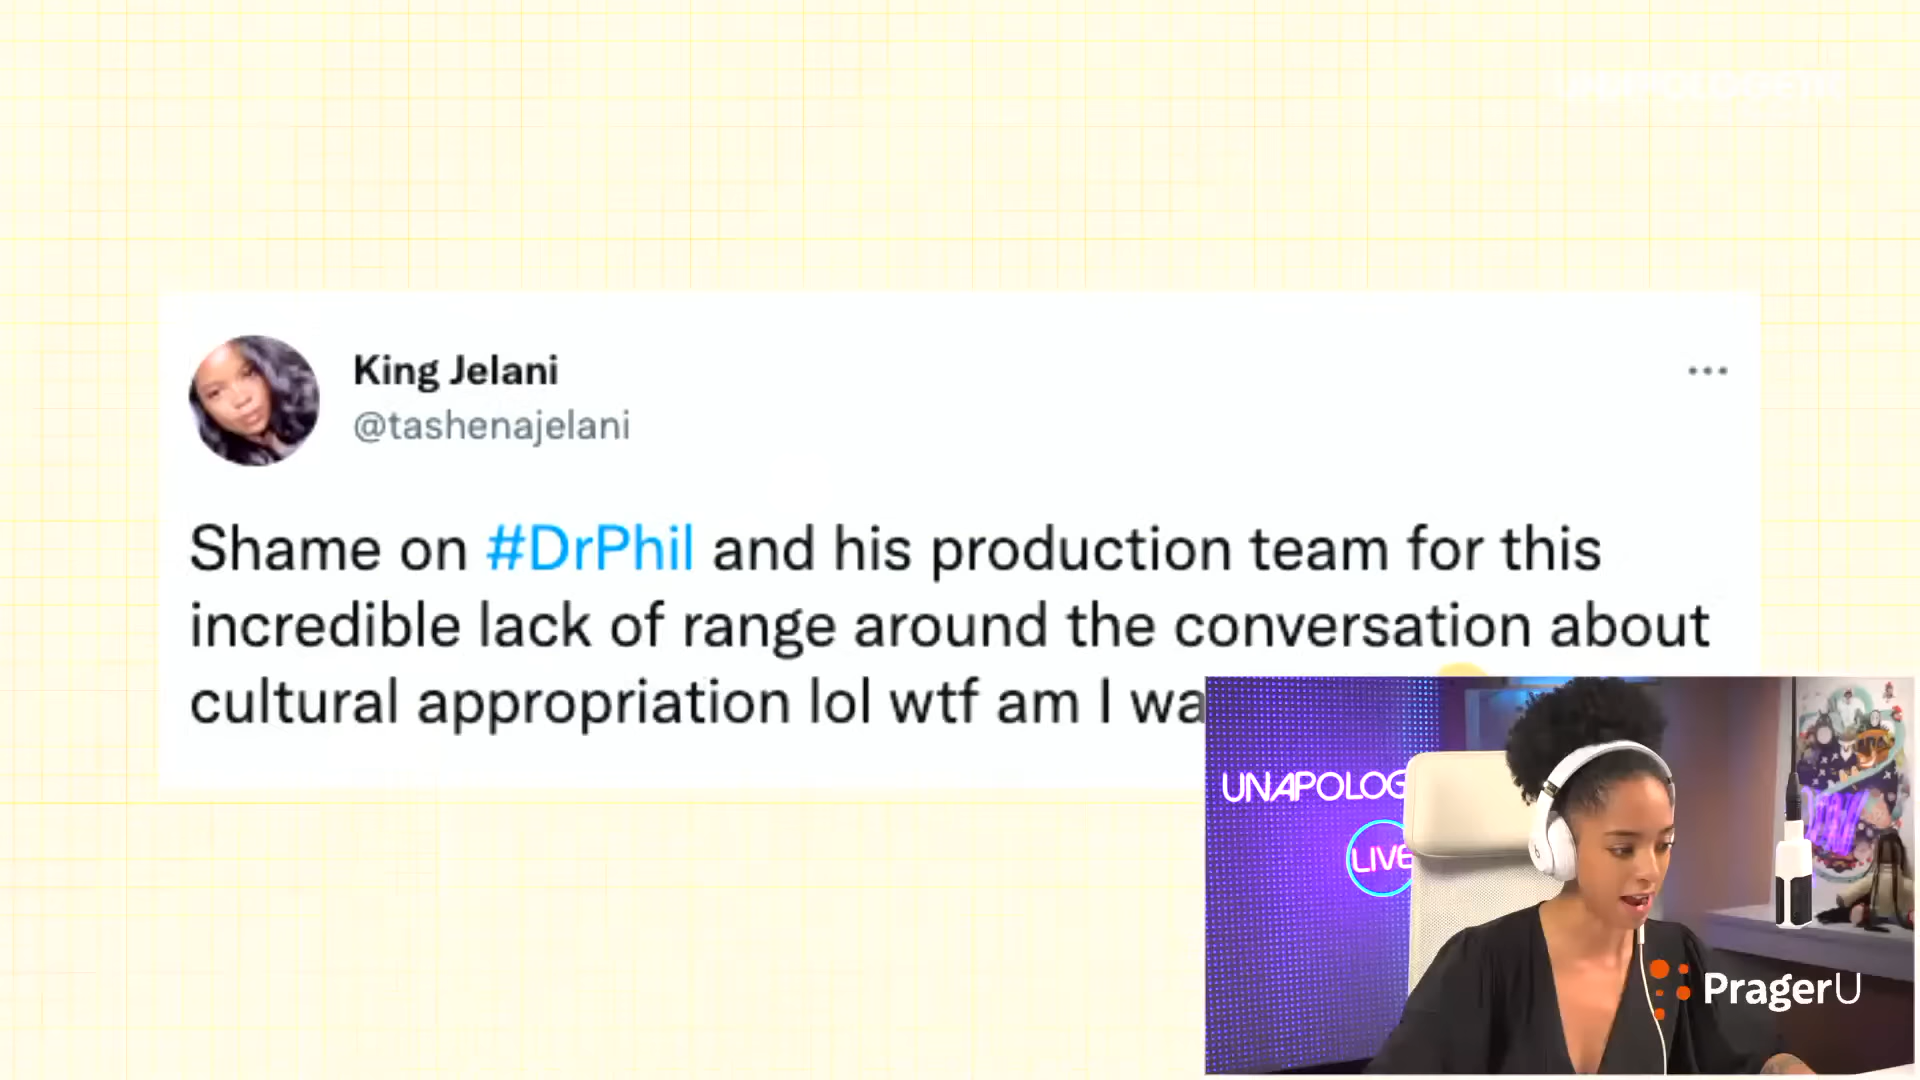 King Jelani
@tashenajelani
Shame on #DrPhil and his production team for this
incredible lack of range around the conversation about
cultural appropriation lol wtf am I wa
UNAPOLOG
LIVE
PragerU